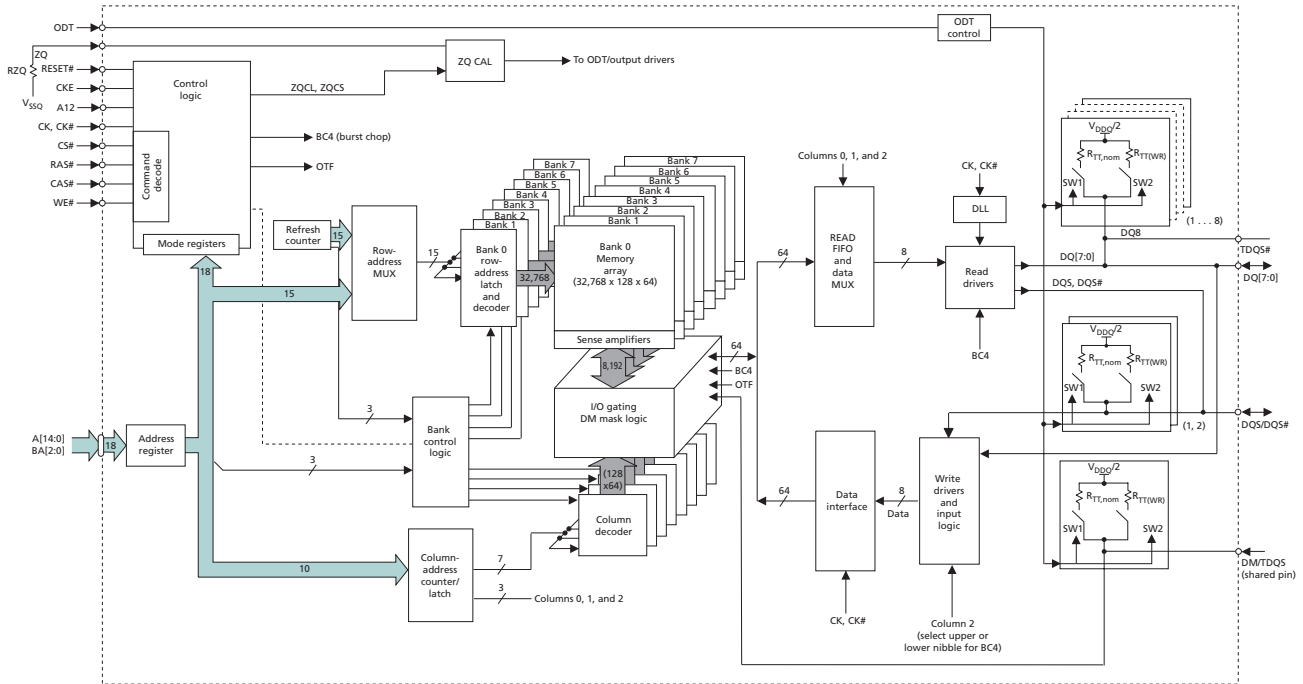 ODT
ODT
control
ZQ
RZQ
VSSQ
RESET#
CKE
A12
CK, CK#
CS#
RAS#
CAS#
WE#
Control
logic
Command
decode
Mode registers
ZQ CAL
To ODT/output drivers
ZQCL, ZQCS
BC4 (burst chop)
OTF
Refresh
counter
15
Row-
address
MUX
15
Bank 7
Bank 6
Bank 5
Bank 4
Bank 3
Bank 2
Bank 1
Bank 0
row-
address
latch
and
decoder
32,768
Bank 7
Bank 6
Bank 5
Bank 4
Bank 3
Bank 2
Bank 1
Bank 0
Memory
array
(32,768 x 128 x 64)
Sense amplifiers
8,192
I/O gating
DM mask logic
64
BC4
OTF
(128
x64)
Column
decoder
18
15
3
Bank
control
logic
3
A[14:0]
BA[2:0]
18
Address
register
10
Column-
address
counter/
latch
7
3
Columns 0, 1, and 2
Columns 0, 1, and 2
64
READ
FIFO
and
data
MUX
8
CK, CK#
DLL
Read
drivers
BC4
DQ8
DQ[7:0]
DQS, DQS#
64
Data
interface
8
Data
Write
drivers
and
input
logic
CK, CK#
Column 2
(select upper or
lower nibble for BC4)
VDDQ/2
RTT,nom
RTT(WR)
SW1
SW2
(1 . . . 8)
TDQS#
DQ[7:0]
VDDQ/2
RTT,nom
RTT(WR)
SW1
SW2
(1, 2)
DQS/DQS#
VDDQ/2
RTT,nom
RTT(WR)
SW1
SW2
DM/TDQS
(shared pin)